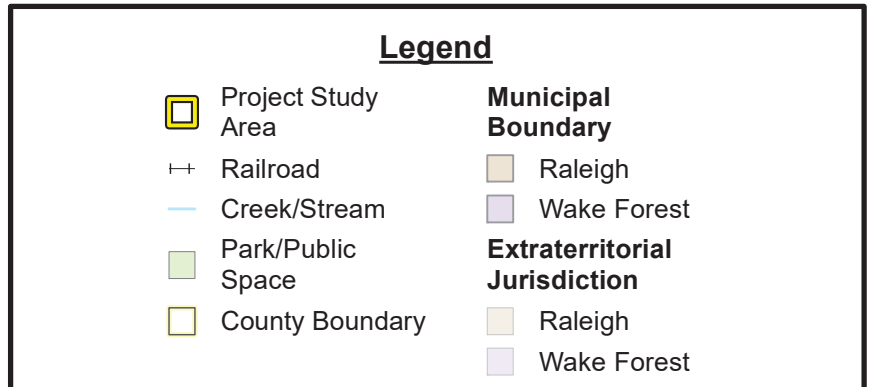 Legend
Project Study
Area
Railroad
Creek/Stream
Park/Public
Space
County Boundary
Municipal
Boundary
Raleigh
Wake Forest
Extraterritorial
Jurisdiction
Raleigh
Wake Forest